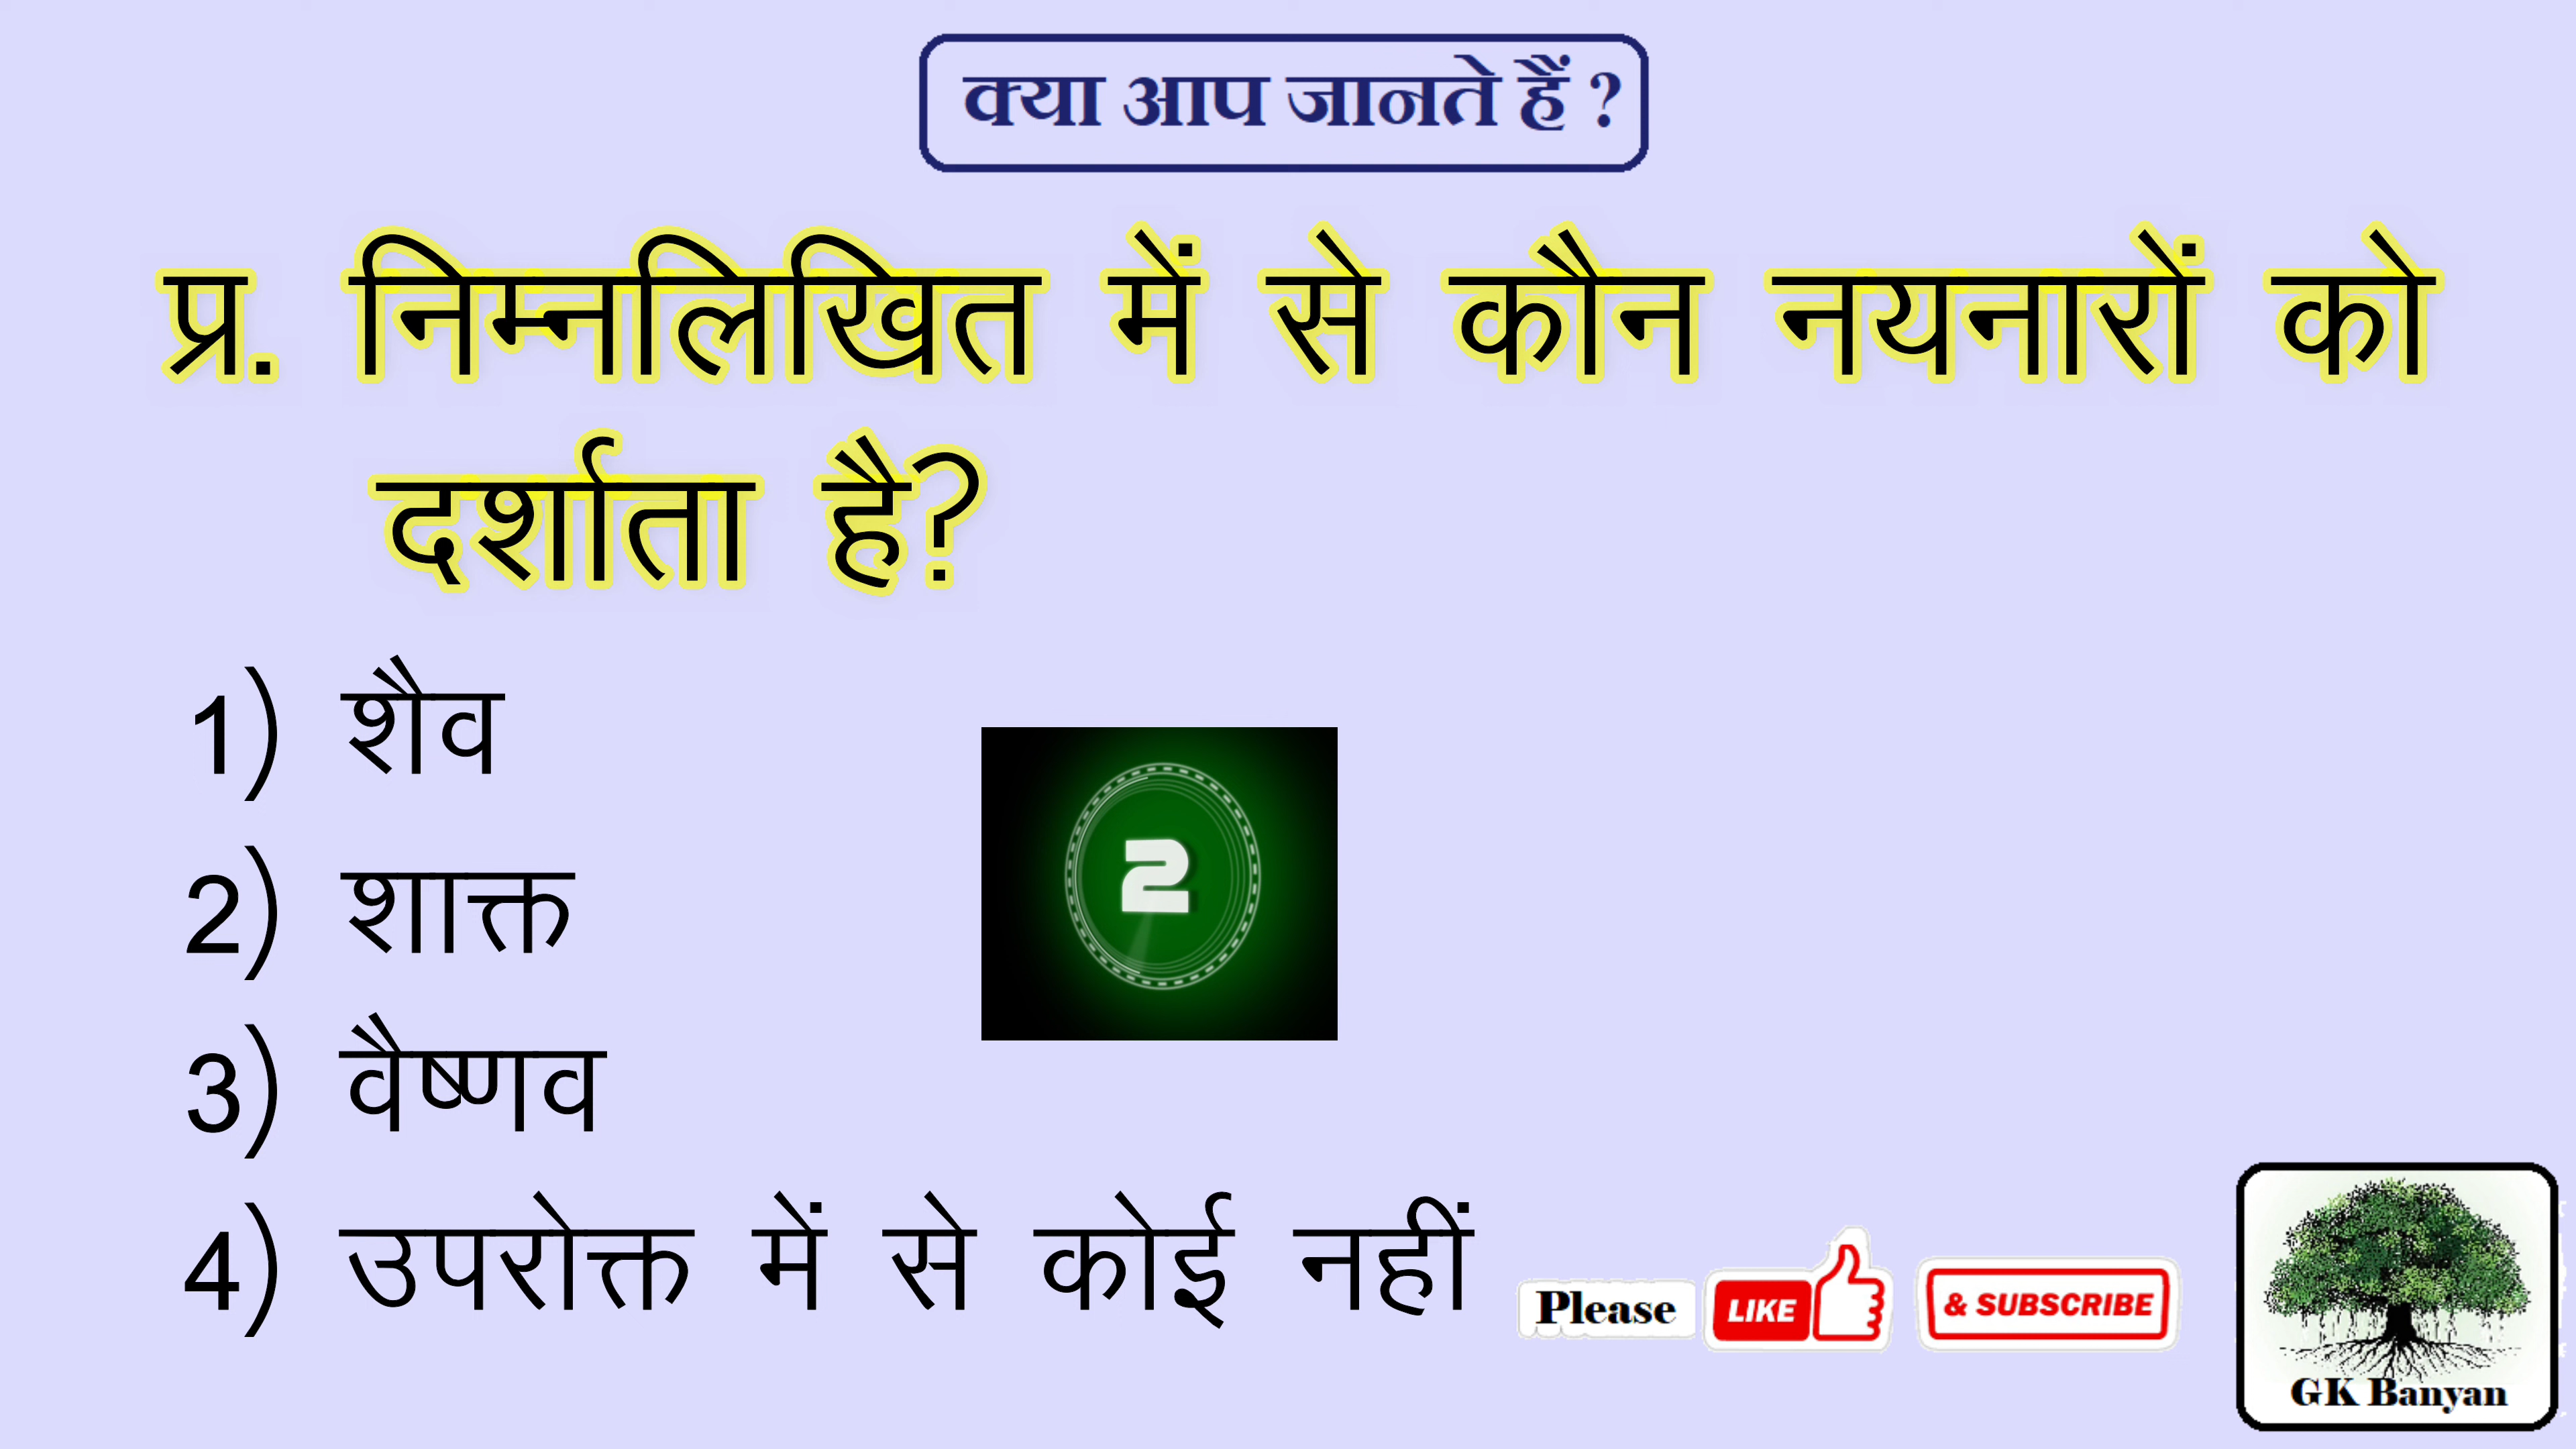 क्या आप जानते हैं ?
प्र. निम्नलिखित में से कौन नयनारों को
दर्शाता है?
1) शैव
2) शाक्त
2
3) वैष्णव
4) उपरोक्त में से कोई नहीं
Please LIKE & SUBSCRIBE
GK Banyan